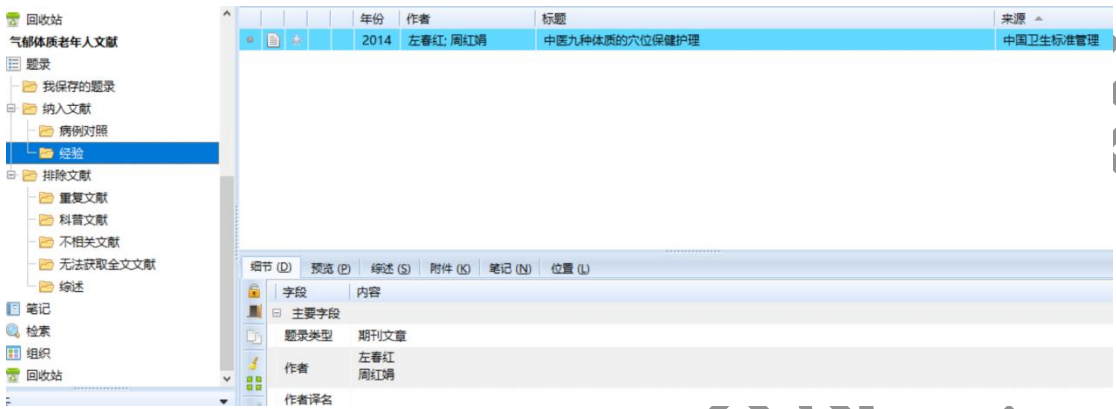 回收站
气郁体质老年人文献
题录
我保存的题录
纳入文献
病例对照
经验
排除文献
重复文献
科普文献
不相关文献
无法获取全文文献
综述
笔记
检索
组织
回收站
年份 作者 标题 来源
2014 左春红; 周红娟 中医九种体质的穴位保健护理 中国卫生标准管理
细节 (D) 预览 (P) 综述 (S) 附件 (K) 笔记 (N) 位置 (L)
字段 内容
主要字段
题录类型 期刊文章
作者 左春红
周红娟
作者译名